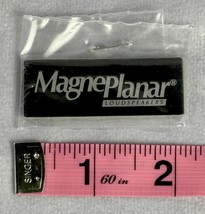 MagnePlanar®
LOUDSPEAKERS
SINGER
1
60 in
2